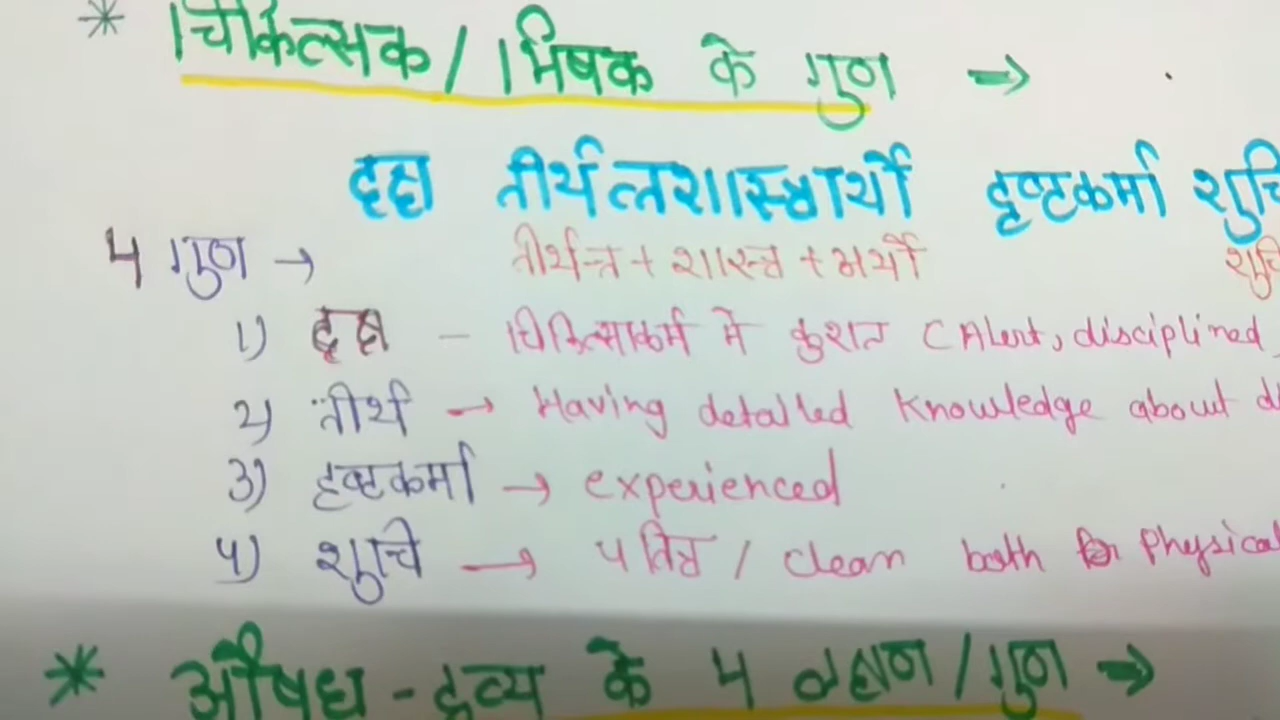 * चिकित्सक / भिषक के गुण →
दक्ष तीर्थात्तशास्त्रार्थो दृष्टकर्मा शुचि
4 गुण → तीर्थात्त + शास्त्र + अर्थो शुचि
1) दक्ष - चिकित्साकर्म में कुशल (Alert, disciplined,
2) तीर्थ → Having detailed knowledge about
3) दृष्टकर्मा → experienced
4) शुचि → पवित्र / clean both physical
* औषध - द्रव्य के 4 लक्षण / गुण →